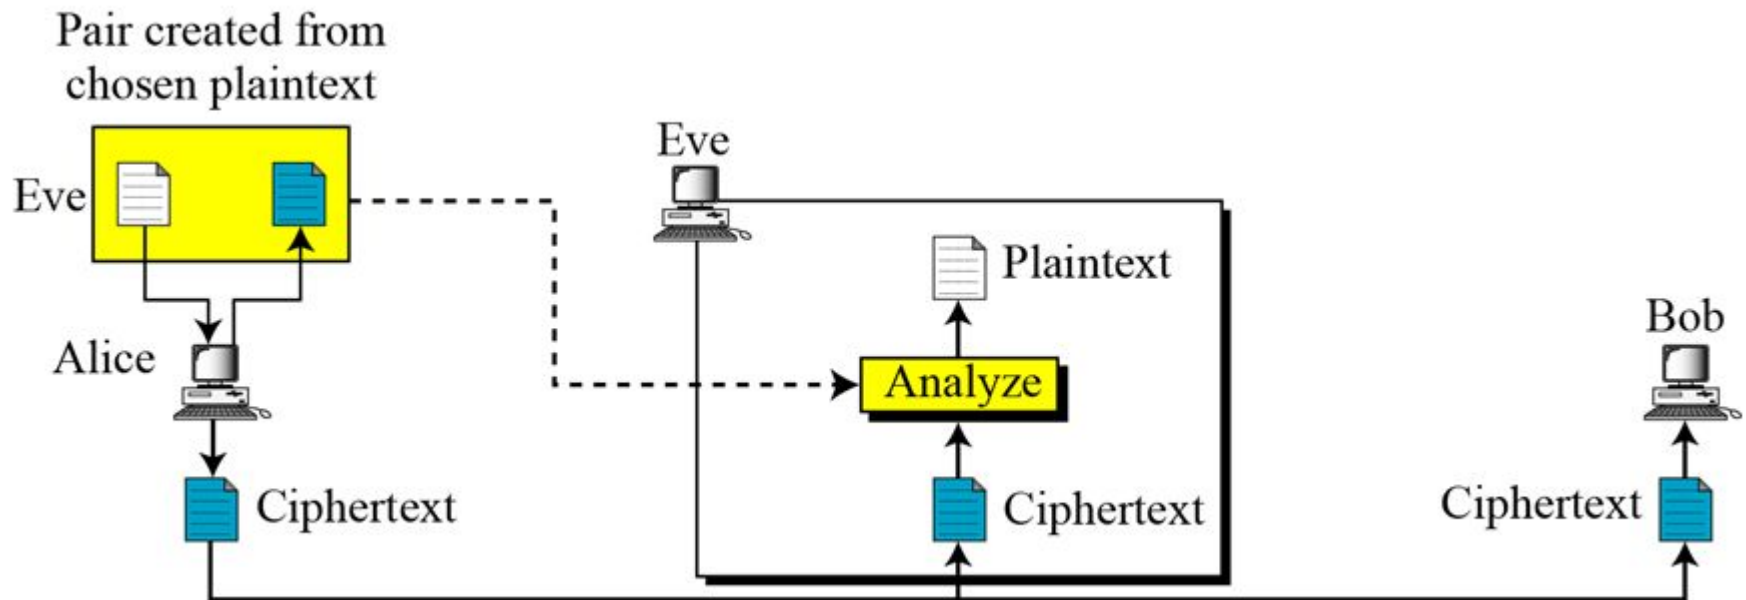 Pair created from
chosen plaintext
Eve
Eve
Plaintext
Alice
Analyze
Bob
Ciphertext
Ciphertext
Ciphertext